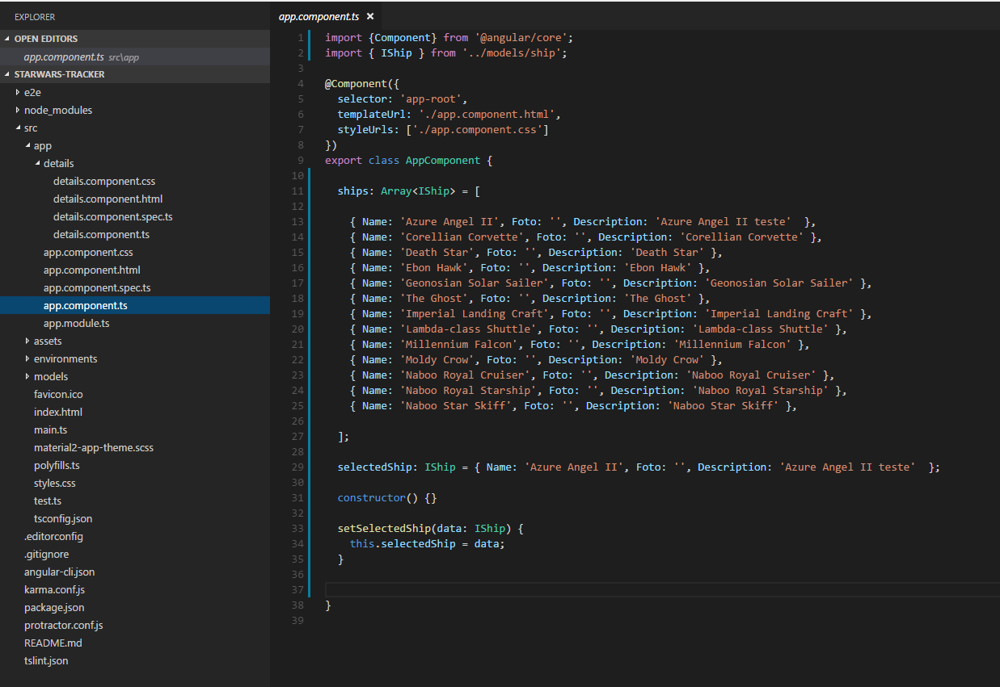 EXPLORER
OPEN EDITORS
app.component.ts src\app
STARWARS-TRACKER
e2e
node_modules
src
app
details
details.component.css
details.component.html
details.component.spec.ts
details.component.ts
app.component.css
app.component.html
app.component.spec.ts
app.component.ts
app.module.ts
assets
environments
models
favicon.ico
index.html
main.ts
material2-app-theme.scss
polyfills.ts
styles.css
test.ts
tsconfig.json
.editorconfig
.gitignore
angular-cli.json
karma.conf.js
package.json
protractor.conf.js
README.md
tslint.json
app.component.ts ×
1 import {Component} from '@angular/core';
2 import { IShip } from '../models/ship';
3
4 @Component({
5   selector: 'app-root',
6   templateUrl: './app.component.html',
7   styleUrls: ['./app.component.css']
8 })
9 export class AppComponent {
10
11   ships: Array<IShip> = [
12
13     { Name: 'Azure Angel II', Foto: '', Description: 'Azure Angel II teste'  },
14     { Name: 'Corellian Corvette', Foto: '', Description: 'Corellian Corvette' },
15     { Name: 'Death Star', Foto: '', Description: 'Death Star' },
16     { Name: 'Ebon Hawk', Foto: '', Description: 'Ebon Hawk' },
17     { Name: 'Geonosian Solar Sailer', Foto: '', Description: 'Geonosian Solar Sailer' },
18     { Name: 'The Ghost', Foto: '', Description: 'The Ghost' },
19     { Name: 'Imperial Landing Craft', Foto: '', Description: 'Imperial Landing Craft' },
20     { Name: 'Lambda-class Shuttle', Foto: '', Description: 'Lambda-class Shuttle' },
21     { Name: 'Millennium Falcon', Foto: '', Description: 'Millennium Falcon' },
22     { Name: 'Moldy Crow', Foto: '', Description: 'Moldy Crow' },
23     { Name: 'Naboo Royal Cruiser', Foto: '', Description: 'Naboo Royal Cruiser' },
24     { Name: 'Naboo Royal Starship', Foto: '', Description: 'Naboo Royal Starship' },
25     { Name: 'Naboo Star Skiff', Foto: '', Description: 'Naboo Star Skiff' },
26
27   ];
28
29   selectedShip: IShip = { Name: 'Azure Angel II', Foto: '', Description: 'Azure Angel II teste'  };
30
31   constructor() {}
32
33   setSelectedShip(data: IShip) {
34     this.selectedShip = data;
35   }
36
37
38 }
39